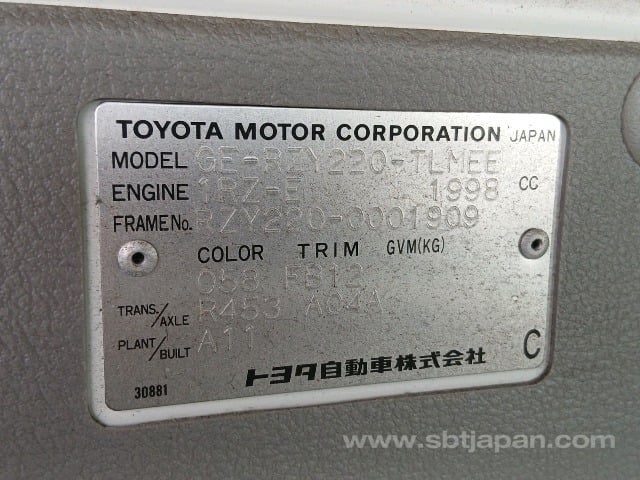 TOYOTA MOTOR CORPORATION JAPAN
MODEL GE-RZY220-TLMEE
ENGINE 1RZ-E 1998 CC
FRAME No. RZY220-0001909
COLOR TRIM GVM(KG)
058 FB12
TRANS./AXLE R453 A04A
PLANT/BUILT A11
トヨタ自動車株式会社 C
30881
www.sbtjapan.com